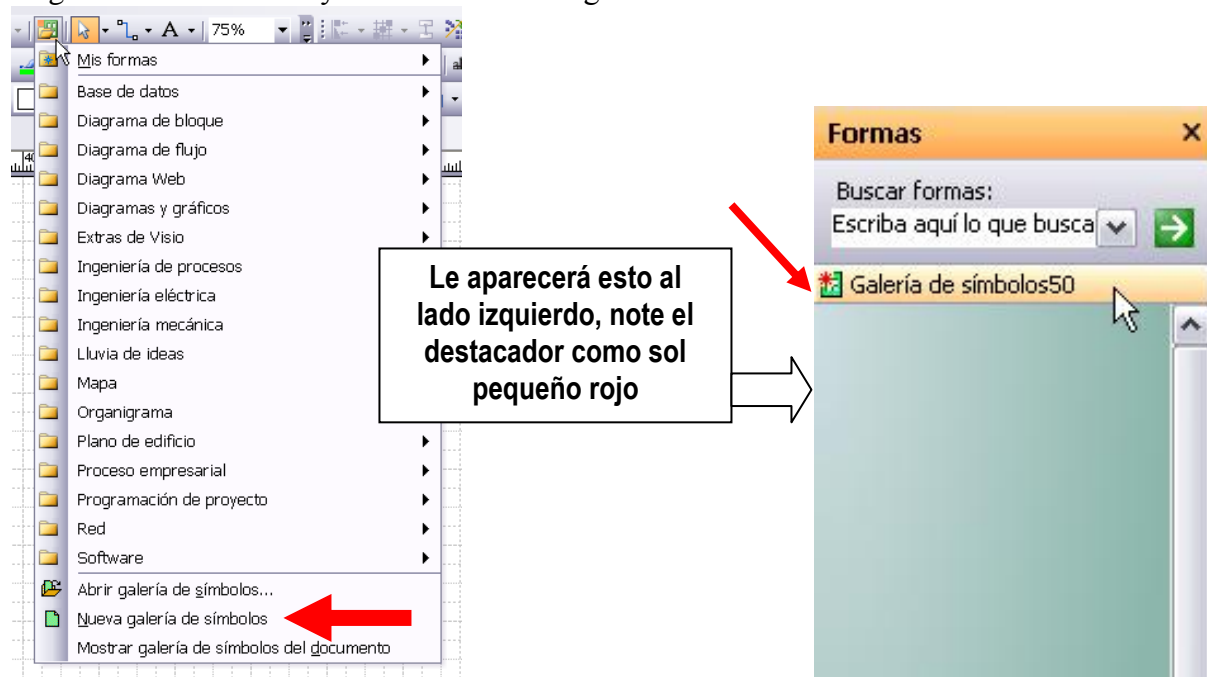 A
75%
Mis formas
Base de datos
Diagrama de bloque
Diagrama de flujo
Diagrama Web
Diagramas y gráficos
Extras de Visio
Ingeniería de procesos
Ingeniería eléctrica
Ingeniería mecánica
Lluvia de ideas
Mapa
Organigrama
Plano de edificio
Proceso empresarial
Programación de proyecto
Red
Software
Abrir galería de símbolos...
Nueva galería de símbolos
Mostrar galería de símbolos del documento
Le aparecerá esto al
lado izquierdo, note el
destacador como sol
pequeño rojo
Formas
Buscar formas:
Escriba aquí lo que busca
Galería de símbolos50